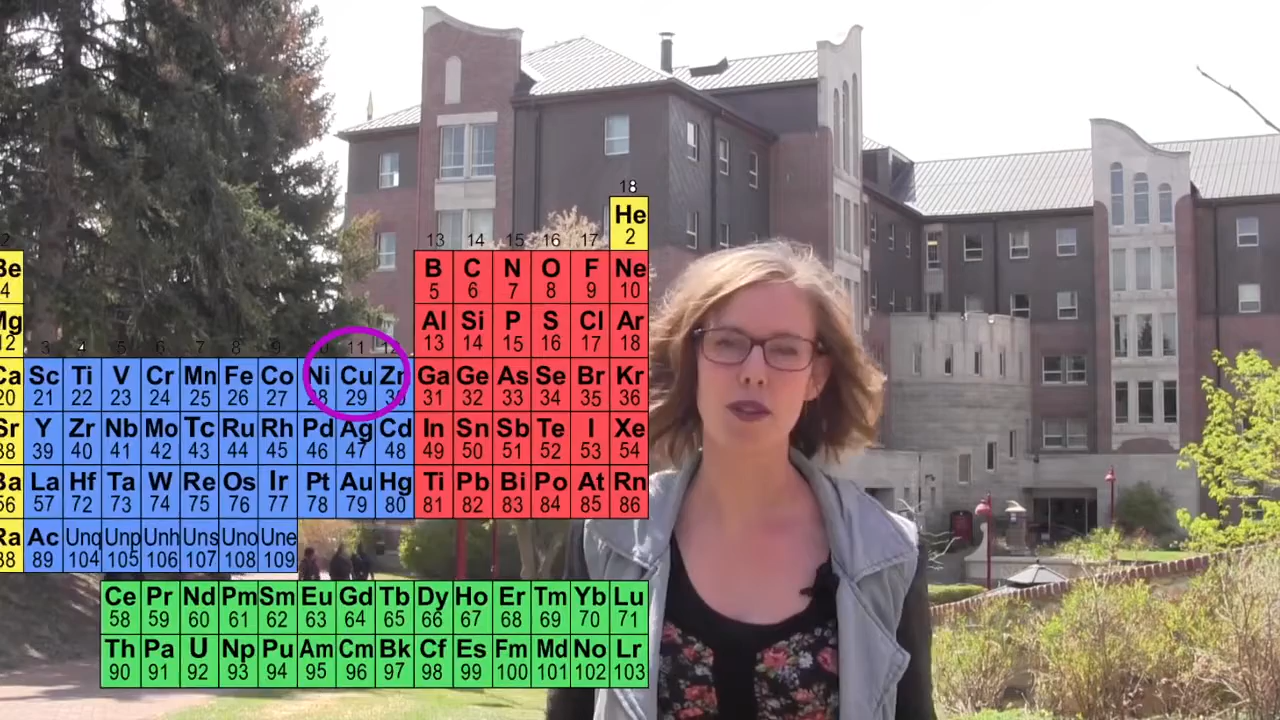 18
He
2
2 13 14 15 16 17
Be B C N O F Ne
4 5 6 7 8 9 10
Mg Al Si P S Cl Ar
12 13 14 15 16 17 18
3 4 5 6 7 8 9 10 11 12
Ca Sc Ti V Cr Mn Fe Co Ni Cu Zn Ga Ge As Se Br Kr
20 21 22 23 24 25 26 27 28 29 30 31 32 33 34 35 36
Sr Y Zr Nb Mo Tc Ru Rh Pd Ag Cd In Sn Sb Te I Xe
38 39 40 41 42 43 44 45 46 47 48 49 50 51 52 53 54
Ba La Hf Ta W Re Os Ir Pt Au Hg Ti Pb Bi Po At Rn
56 57 72 73 74 75 76 77 78 79 80 81 82 83 84 85 86
Ra Ac Unq Unp Unh Uns Uno Une
88 89 104 105 106 107 108 109
Ce Pr Nd Pm Sm Eu Gd Tb Dy Ho Er Tm Yb Lu
58 59 60 61 62 63 64 65 66 67 68 69 70 71
Th Pa U Np Pu Am Cm Bk Cf Es Fm Md No Lr
90 91 92 93 94 95 96 97 98 99 100 101 102 103